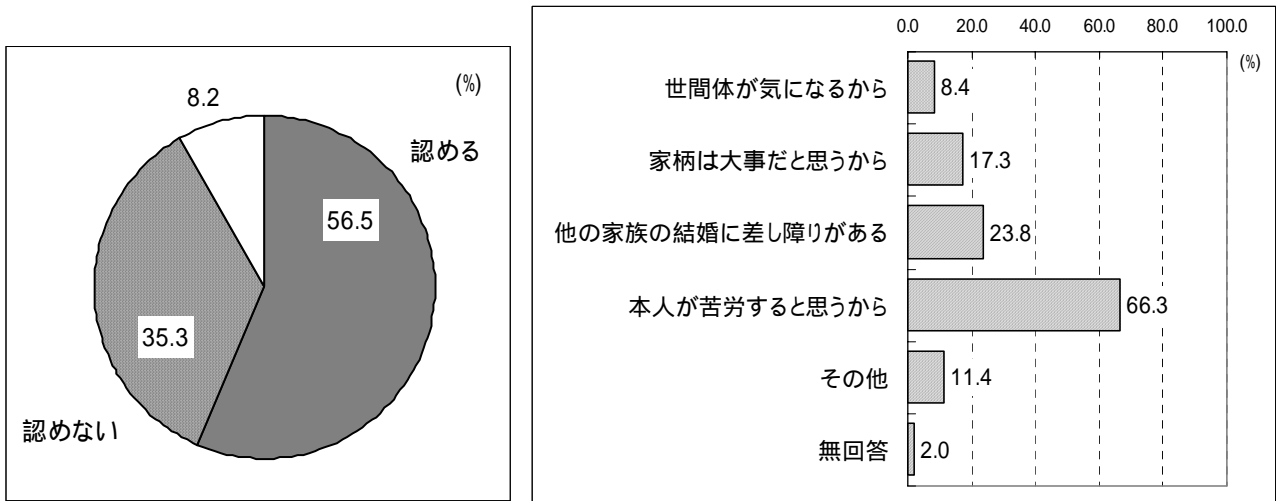 (%)
8.2
認める
56.5
35.3
認めない
0.0 20.0 40.0 60.0 80.0 100.0
(%)
世間体が気になるから 8.4
家柄は大事だと思うから 17.3
他の家族の結婚に差し障りがある 23.8
本人が苦労すると思うから 66.3
その他 11.4
無回答 2.0